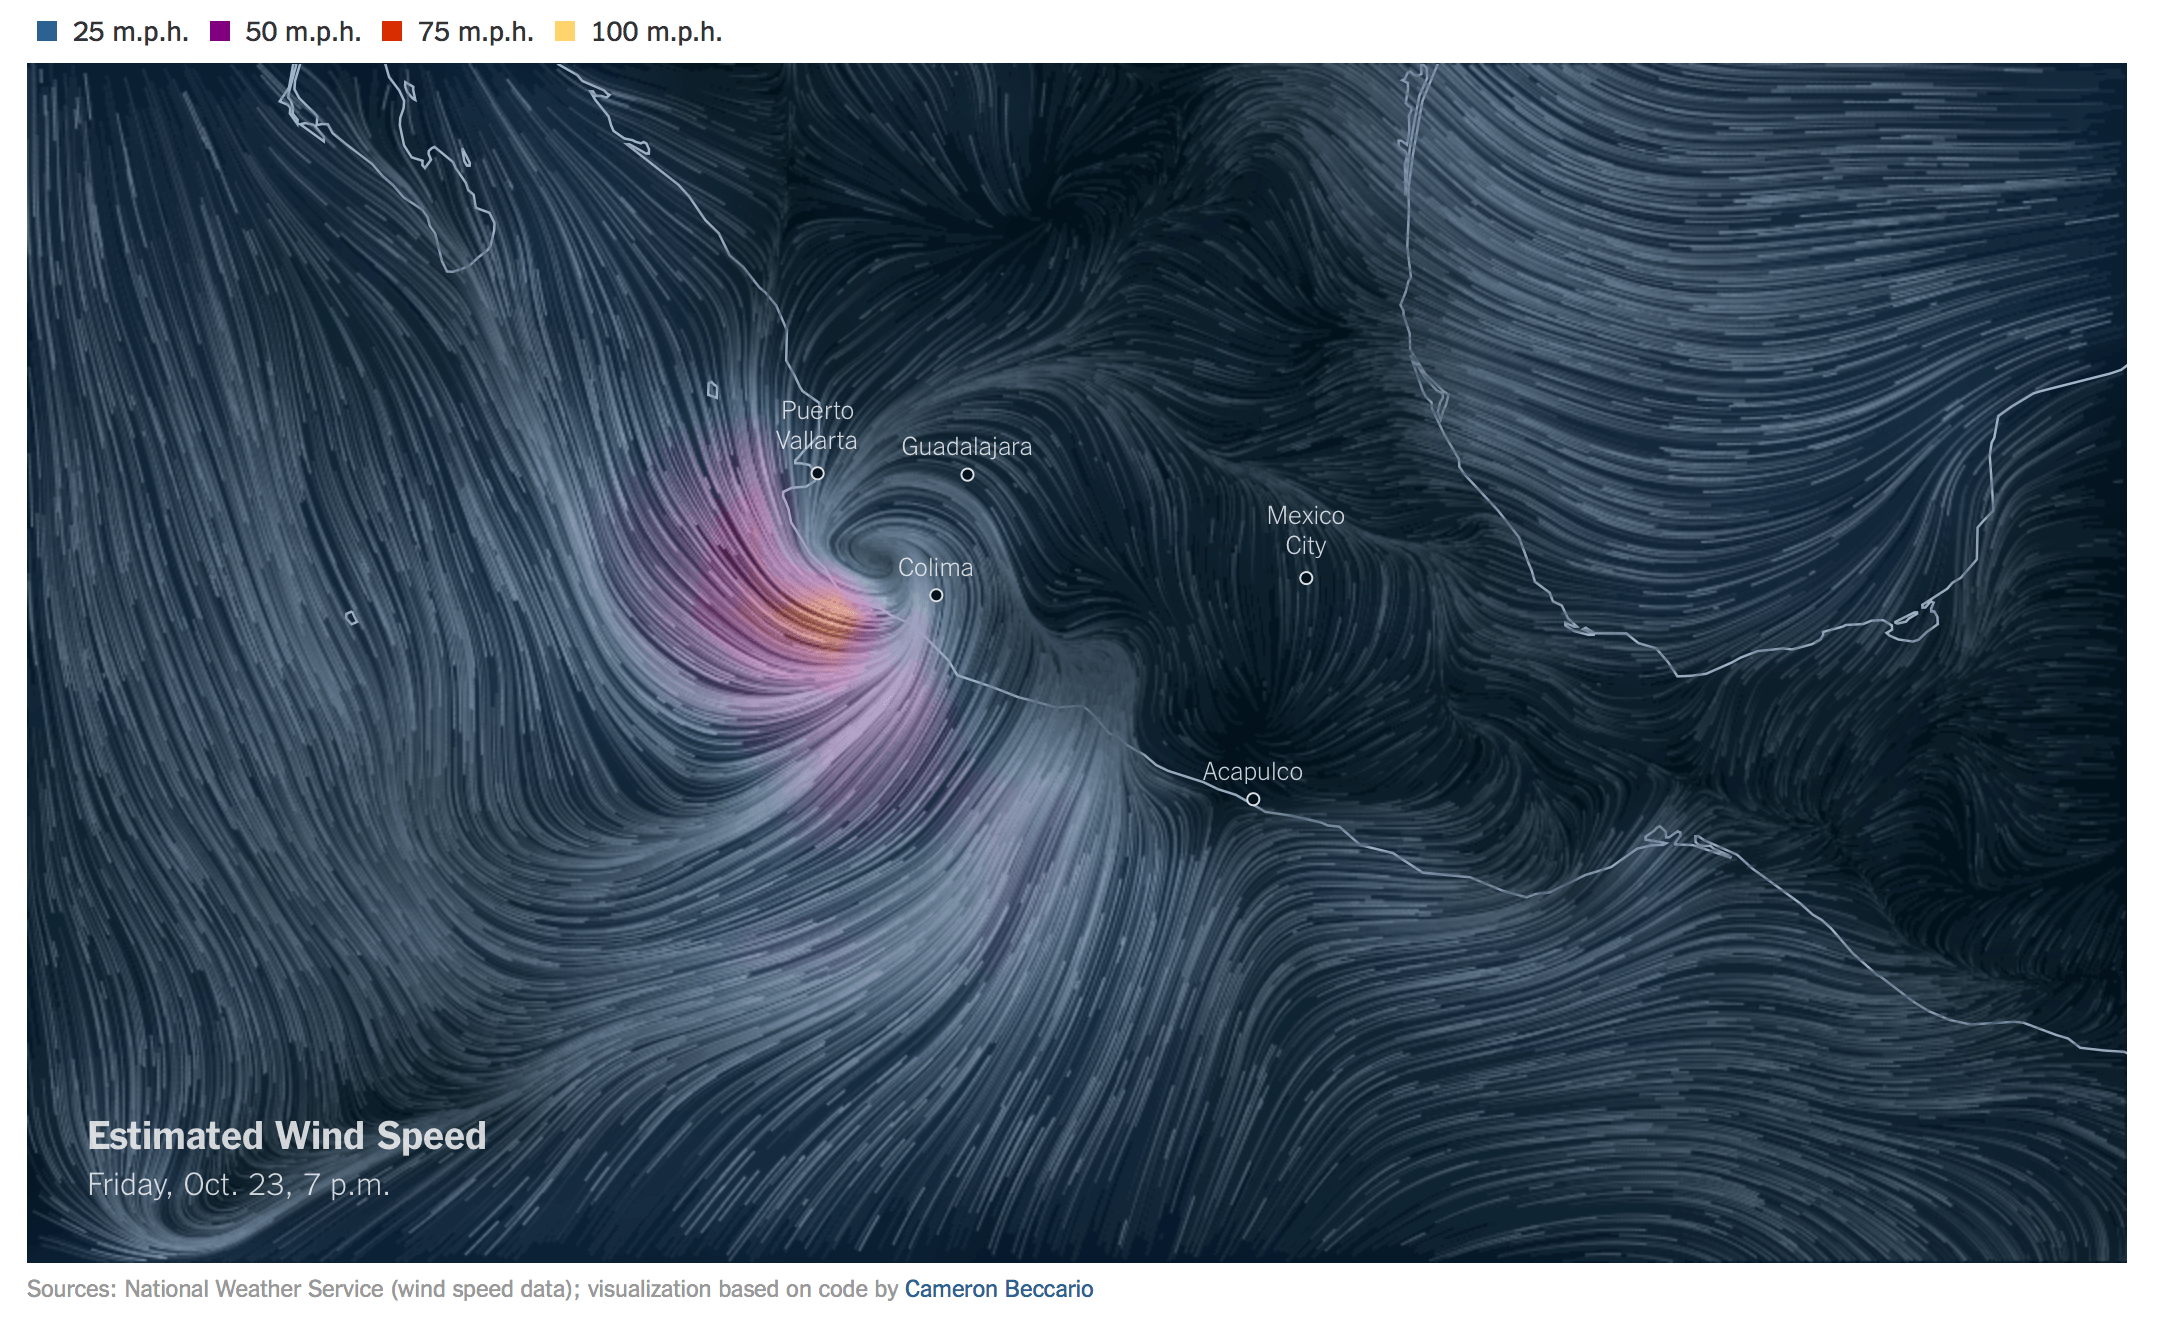 25 m.p.h. 50 m.p.h. 75 m.p.h. 100 m.p.h.
Puerto
Vallarta
Guadalajara
Mexico
City
Colima
Acapulco
Estimated Wind Speed
Friday, Oct. 23, 7 p.m.
Sources: National Weather Service (wind speed data); visualization based on code by Cameron Beccario